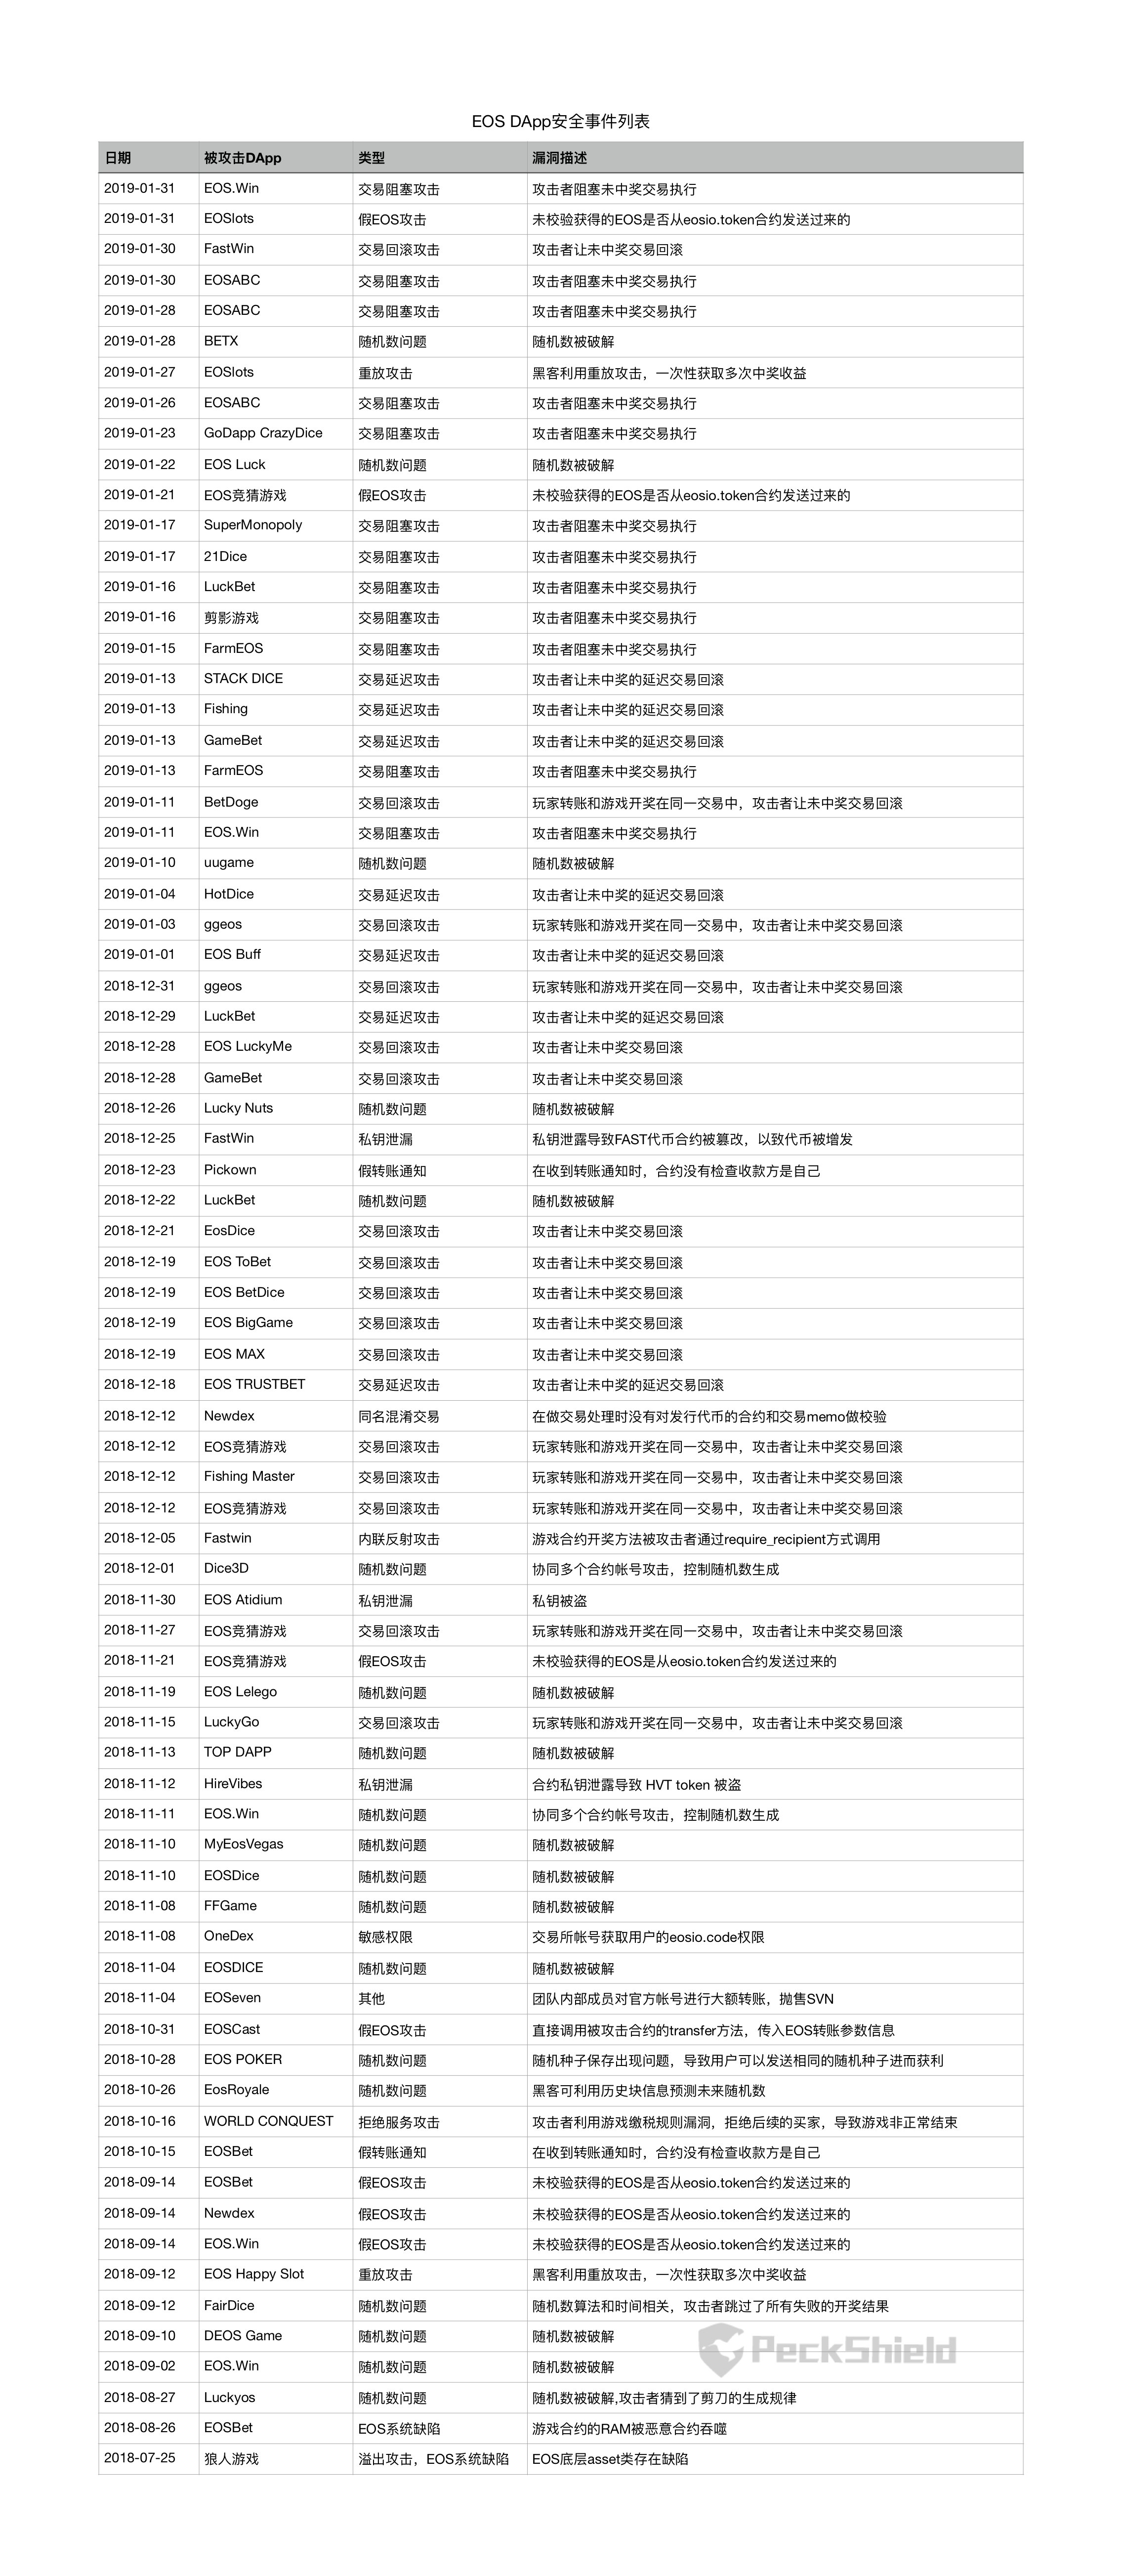 EOS DApp安全事件列表
日期 被攻击DApp 类型 漏洞描述
2019-01-31 EOS.Win 交易阻塞攻击 攻击者阻塞未中奖交易执行
2019-01-31 EOSlots 假EOS攻击 未校验获得的EOS是否从eosio.token合约发送过来的
2019-01-30 FastWin 交易回滚攻击 攻击者让未中奖交易回滚
2019-01-30 EOSABC 交易阻塞攻击 攻击者阻塞未中奖交易执行
2019-01-28 EOSABC 交易阻塞攻击 攻击者阻塞未中奖交易执行
2019-01-28 BETX 随机数问题 随机数被破解
2019-01-27 EOSlots 重放攻击 黑客利用重放攻击，一次性获取多次中奖收益
2019-01-26 EOSABC 交易阻塞攻击 攻击者阻塞未中奖交易执行
2019-01-23 GoDapp CrazyDice 交易阻塞攻击 攻击者阻塞未中奖交易执行
2019-01-22 EOS Luck 随机数问题 随机数被破解
2019-01-21 EOS竞猜游戏 假EOS攻击 未校验获得的EOS是否从eosio.token合约发送过来的
2019-01-17 SuperMonopoly 交易阻塞攻击 攻击者阻塞未中奖交易执行
2019-01-17 21Dice 交易阻塞攻击 攻击者阻塞未中奖交易执行
2019-01-16 LuckBet 交易阻塞攻击 攻击者阻塞未中奖交易执行
2019-01-16 剪影游戏 交易阻塞攻击 攻击者阻塞未中奖交易执行
2019-01-15 FarmEOS 交易阻塞攻击 攻击者阻塞未中奖交易执行
2019-01-13 STACK DICE 交易延迟攻击 攻击者让未中奖的延迟交易回滚
2019-01-13 Fishing 交易延迟攻击 攻击者让未中奖的延迟交易回滚
2019-01-13 GameBet 交易延迟攻击 攻击者让未中奖的延迟交易回滚
2019-01-13 FarmEOS 交易阻塞攻击 攻击者阻塞未中奖交易执行
2019-01-11 BetDoge 交易回滚攻击 玩家转账和游戏开奖在同一交易中，攻击者让未中奖交易回滚
2019-01-11 EOS.Win 交易阻塞攻击 攻击者阻塞未中奖交易执行
2019-01-10 uugame 随机数问题 随机数被破解
2019-01-04 HotDice 交易延迟攻击 攻击者让未中奖的延迟交易回滚
2019-01-03 ggeos 交易回滚攻击 玩家转账和游戏开奖在同一交易中，攻击者让未中奖交易回滚
2019-01-01 EOS Buff 交易延迟攻击 攻击者让未中奖的延迟交易回滚
2018-12-31 ggeos 交易回滚攻击 玩家转账和游戏开奖在同一交易中，攻击者让未中奖交易回滚
2018-12-29 LuckBet 交易延迟攻击 攻击者让未中奖的延迟交易回滚
2018-12-28 EOS LuckyMe 交易回滚攻击 攻击者让未中奖交易回滚
2018-12-28 GameBet 交易回滚攻击 攻击者让未中奖交易回滚
2018-12-26 Lucky Nuts 随机数问题 随机数被破解
2018-12-25 FastWin 私钥泄漏 私钥泄露导致FAST代币合约被篡改，以致代币被增发
2018-12-23 Pickown 假转账通知 在收到转账通知时，合约没有检查收款方是自己
2018-12-22 LuckBet 随机数问题 随机数被破解
2018-12-21 EosDice 交易回滚攻击 攻击者让未中奖交易回滚
2018-12-19 EOS ToBet 交易回滚攻击 攻击者让未中奖交易回滚
2018-12-19 EOS BetDice 交易回滚攻击 攻击者让未中奖交易回滚
2018-12-19 EOS BigGame 交易回滚攻击 攻击者让未中奖交易回滚
2018-12-19 EOS MAX 交易回滚攻击 攻击者让未中奖交易回滚
2018-12-18 EOS TRUSTBET 交易延迟攻击 攻击者让未中奖的延迟交易回滚
2018-12-12 Newdex 同名混淆交易 在做交易处理时没有对发行代币的合约和交易memo做校验
2018-12-12 EOS竞猜游戏 交易回滚攻击 玩家转账和游戏开奖在同一交易中，攻击者让未中奖交易回滚
2018-12-12 Fishing Master 交易回滚攻击 玩家转账和游戏开奖在同一交易中，攻击者让未中奖交易回滚
2018-12-12 EOS竞猜游戏 交易回滚攻击 玩家转账和游戏开奖在同一交易中，攻击者让未中奖交易回滚
2018-12-05 Fastwin 内联反射攻击 游戏合约开奖方法被攻击者通过require_recipient方式调用
2018-12-01 Dice3D 随机数问题 协同多个合约帐号攻击，控制随机数生成
2018-11-30 EOS Atidium 私钥泄漏 私钥被盗
2018-11-27 EOS竞猜游戏 交易回滚攻击 玩家转账和游戏开奖在同一交易中，攻击者让未中奖交易回滚
2018-11-21 EOS竞猜游戏 假EOS攻击 未校验获得的EOS是从eosio.token合约发送过来的
2018-11-19 EOS Lelego 随机数问题 随机数被破解
2018-11-15 LuckyGo 交易回滚攻击 玩家转账和游戏开奖在同一交易中，攻击者让未中奖交易回滚
2018-11-13 TOP DAPP 随机数问题 随机数被破解
2018-11-12 HireVibes 私钥泄漏 合约私钥泄露导致 HVT token 被盗
2018-11-11 EOS.Win 随机数问题 协同多个合约帐号攻击，控制随机数生成
2018-11-10 MyEosVegas 随机数问题 随机数被破解
2018-11-10 EOSDice 随机数问题 随机数被破解
2018-11-08 FFGame 随机数问题 随机数被破解
2018-11-08 OneDex 敏感权限 交易所帐号获取用户的eosio.code权限
2018-11-04 EOSDICE 随机数问题 随机数被破解
2018-11-04 EOSeven 其他 团队内部成员对官方帐号进行大额转账，抛售SVN
2018-10-31 EOSCast 假EOS攻击 直接调用被攻击合约的transfer方法，传入EOS转账参数信息
2018-10-28 EOS POKER 随机数问题 随机种子保存出现问题，导致用户可以发送相同的随机种子进而获利
2018-10-26 EosRoyale 随机数问题 黑客可利用历史块信息预测未来随机数
2018-10-16 WORLD CONQUEST 拒绝服务攻击 攻击者利用游戏缴税规则漏洞，拒绝后续的买家，导致游戏非正常结束
2018-10-15 EOSBet 假转账通知 在收到转账通知时，合约没有检查收款方是自己
2018-09-14 EOSBet 假EOS攻击 未校验获得的EOS是否从eosio.token合约发送过来的
2018-09-14 Newdex 假EOS攻击 未校验获得的EOS是否从eosio.token合约发送过来的
2018-09-14 EOS.Win 假EOS攻击 未校验获得的EOS是否从eosio.token合约发送过来的
2018-09-12 EOS Happy Slot 重放攻击 黑客利用重放攻击，一次性获取多次中奖收益
2018-09-12 FairDice 随机数问题 随机数算法和时间相关，攻击者跳过了所有失败的开奖结果
2018-09-10 DEOS Game 随机数问题 随机数被破解
PeckShield
2018-09-02 EOS.Win 随机数问题 随机数被破解
2018-08-27 Luckyos 随机数问题 随机数被破解,攻击者猜到了剪刀的生成规律
2018-08-26 EOSBet EOS系统缺陷 游戏合约的RAM被恶意合约吞噬
2018-07-25 狼人游戏 溢出攻击，EOS系统缺陷 EOS底层asset类存在缺陷